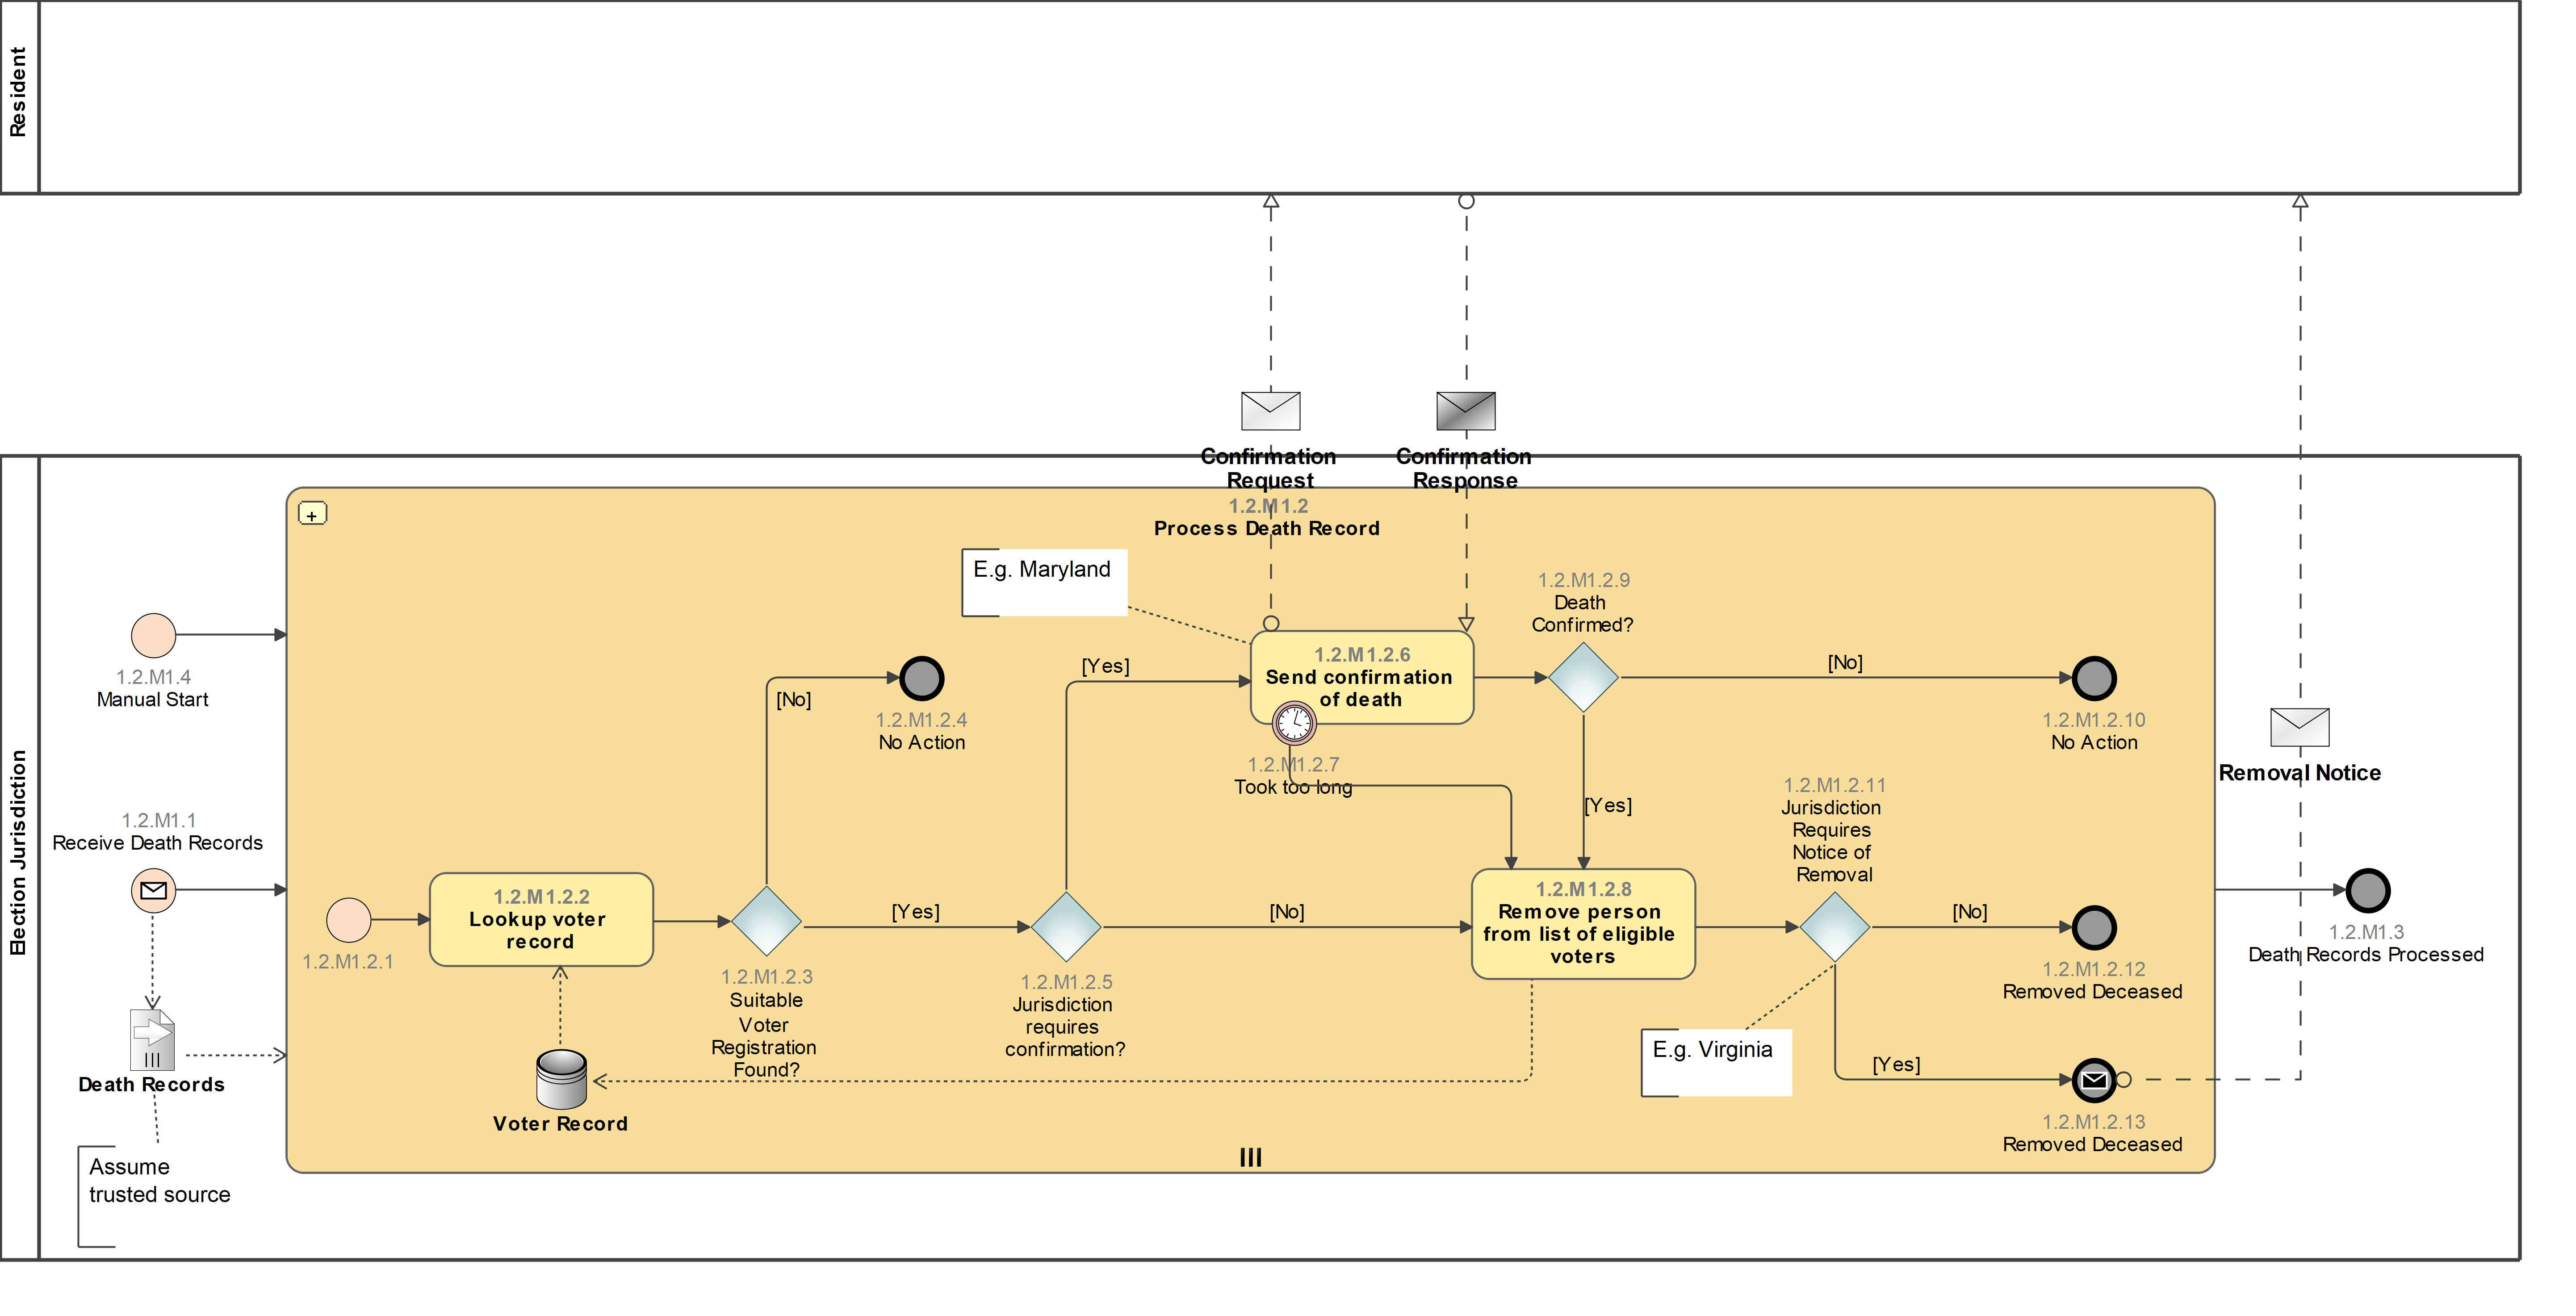 Resident
Confirmation
Request
Confirmation
Response
Election Jurisdiction
1.2.M1.2
Process Death Record
E.g. Maryland
1.2.M1.4
Manual Start
1.2.M1.1
Receive Death Records
Death Records
Assume
trusted source
1.2.M1.2.1
1.2.M1.2.2
Lookup voter
record
Voter Record
1.2.M1.2.3
Suitable
Voter
Registration
Found?
[No]
1.2.M1.2.4
No Action
[Yes]
1.2.M1.2.5
Jurisdiction
requires
confirmation?
[Yes]
[No]
1.2.M1.2.6
Send confirmation
of death
1.2.M1.2.7
Took too long
1.2.M1.2.9
Death
Confirmed?
[No]
1.2.M1.2.10
No Action
[Yes]
1.2.M1.2.8
Remove person
from list of eligible
voters
1.2.M1.2.11
Jurisdiction
Requires
Notice of
Removal
E.g. Virginia
[No]
1.2.M1.2.12
Removed Deceased
[Yes]
1.2.M1.2.13
Removed Deceased
Removal Notice
1.2.M1.3
Death Records Processed